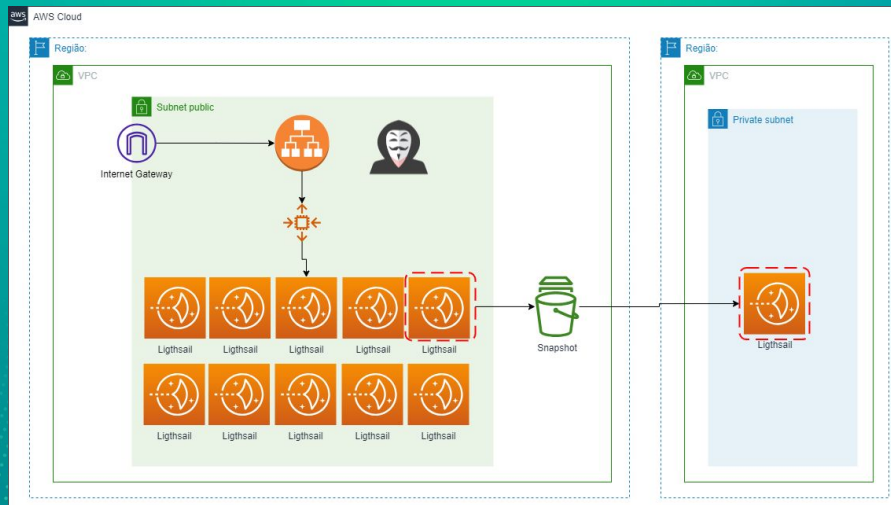 aws
AWS Cloud
Região:
Região:
VPC
VPC
Subnet public
Private subnet
Internet Gateway
Ligthsail
Ligthsail
Ligthsail
Ligthsail
Ligthsail
Snapshot
Ligthsail
Ligthsail
Ligthsail
Ligthsail
Ligthsail
Ligthsail